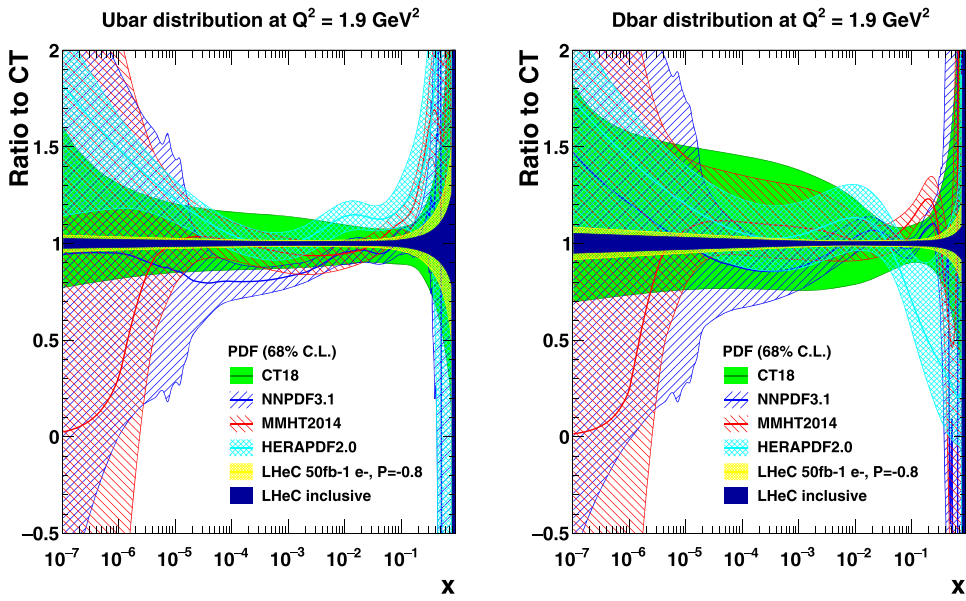 Ubar distribution at Q² = 1.9 GeV²
Ratio to CT
2
1.5
1
0.5
0
−0.5
PDF (68% C.L.)
CT18
NNPDF3.1
MMHT2014
HERAPDF2.0
LHeC 50fb-1 e-, P=-0.8
LHeC inclusive
10⁻⁷ 10⁻⁶ 10⁻⁵ 10⁻⁴ 10⁻³ 10⁻² 10⁻¹
x
Dbar distribution at Q² = 1.9 GeV²
Ratio to CT
2
1.5
1
0.5
0
−0.5
PDF (68% C.L.)
CT18
NNPDF3.1
MMHT2014
HERAPDF2.0
LHeC 50fb-1 e-, P=-0.8
LHeC inclusive
10⁻⁷ 10⁻⁶ 10⁻⁵ 10⁻⁴ 10⁻³ 10⁻² 10⁻¹
x